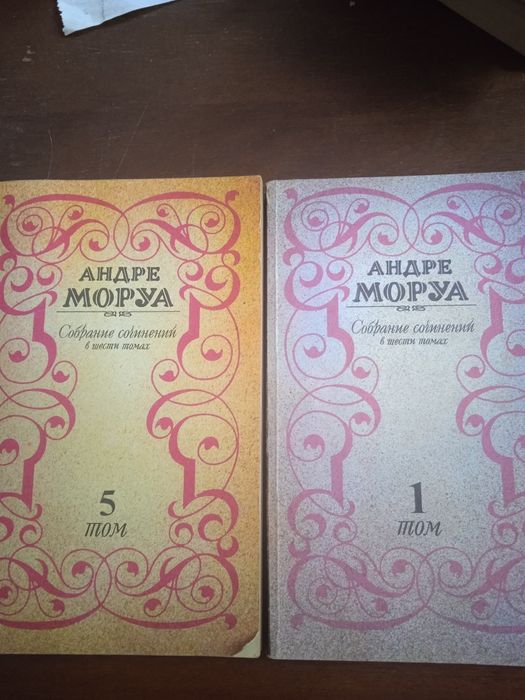 АНДРЕ
МОРУА
Собрание сочинений
в шести томах
5
ТОМ
АНДРЕ
МОРУА
Собрание сочинений
в шести томах
1
ТОМ